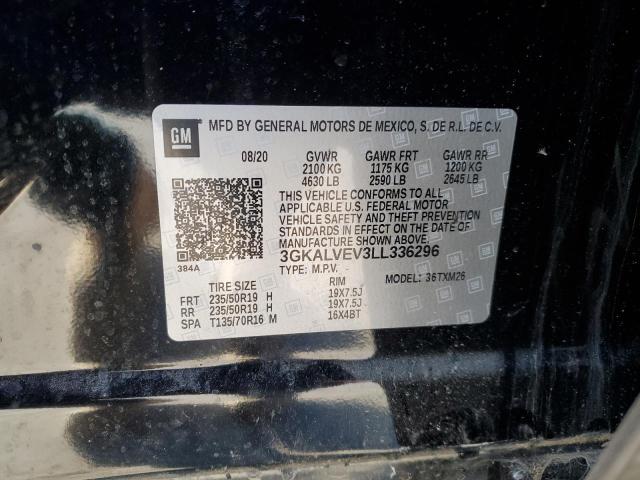 GM MFD BY GENERAL MOTORS DE MEXICO, S. DE R.L. DE C.V.
08/20 GVWR GAWR FRT GAWR RR
2100 KG 1175 KG 1200 KG
4630 LB 2590 LB 2645 LB
THIS VEHICLE CONFORMS TO ALL
APPLICABLE U.S. FEDERAL MOTOR
VEHICLE SAFETY AND THEFT PREVENTION
STANDARDS IN EFFECT ON THE DATE OF
MANUFACTURE SHOWN ABOVE.
3GKALVEV3LL336296
384A
TYPE: M.P.V. MODEL: 36TXM26
TIRE SIZE RIM
FRT 235/50R19 H 19X7.5J
RR 235/50R19 H 19X7.5J
SPA T135/70R16 M 16X4BT